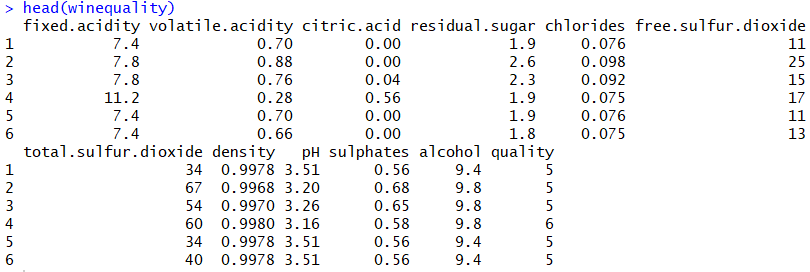 > head(winequality)
fixed.acidity volatile.acidity citric.acid residual.sugar chlorides free.sulfur.dioxide
1 7.4 0.70 0.00 1.9 0.076 11
2 7.8 0.88 0.00 2.6 0.098 25
3 7.8 0.76 0.04 2.3 0.092 15
4 11.2 0.28 0.56 1.9 0.075 17
5 7.4 0.70 0.00 1.9 0.076 11
6 7.4 0.66 0.00 1.8 0.075 13
total.sulfur.dioxide density pH sulphates alcohol quality
1 34 0.9978 3.51 0.56 9.4 5
2 67 0.9968 3.20 0.68 9.8 5
3 54 0.9970 3.26 0.65 9.8 5
4 60 0.9980 3.16 0.58 9.8 6
5 34 0.9978 3.51 0.56 9.4 5
6 40 0.9978 3.51 0.56 9.4 5